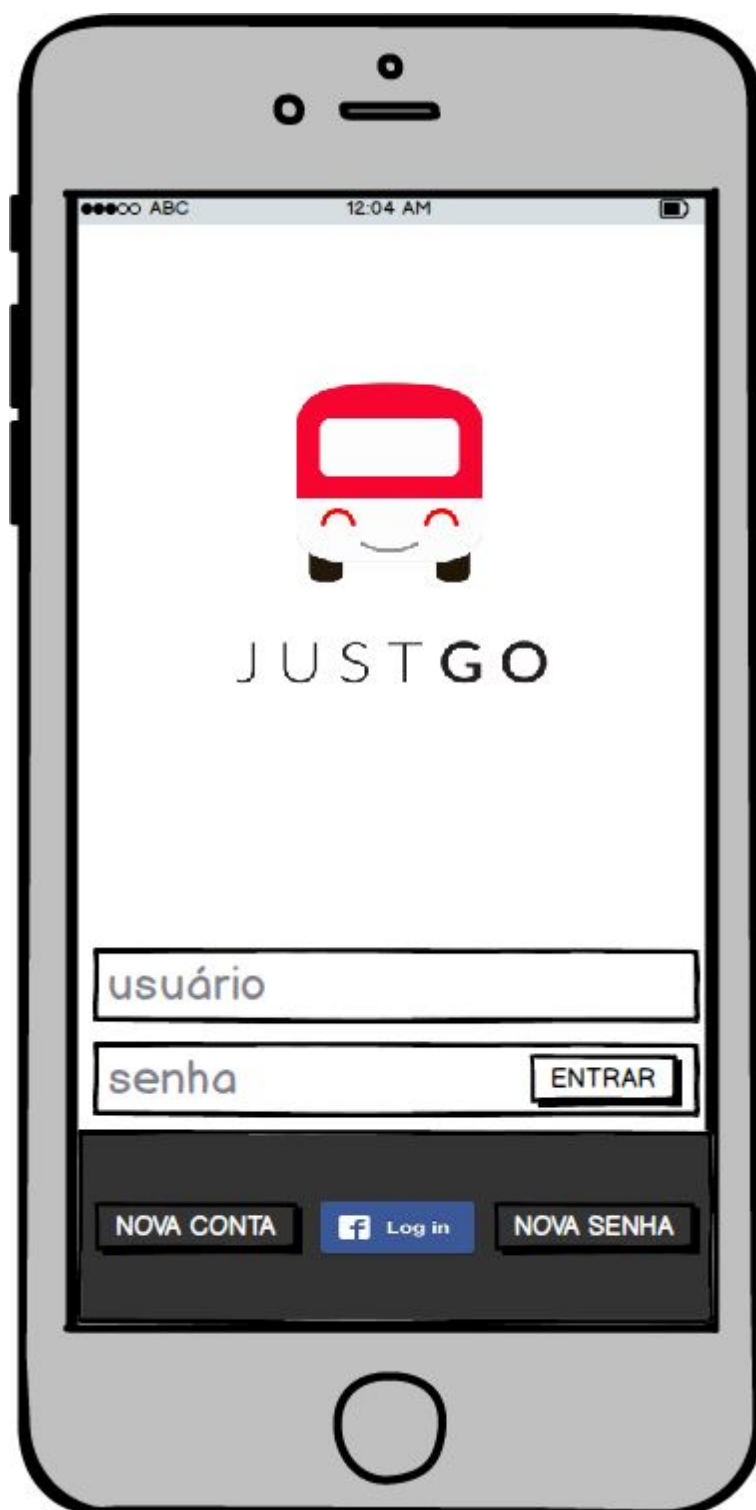 ABC 12:04 AM
JUSTGO
usuário
senha ENTRAR
NOVA CONTA f Log in NOVA SENHA